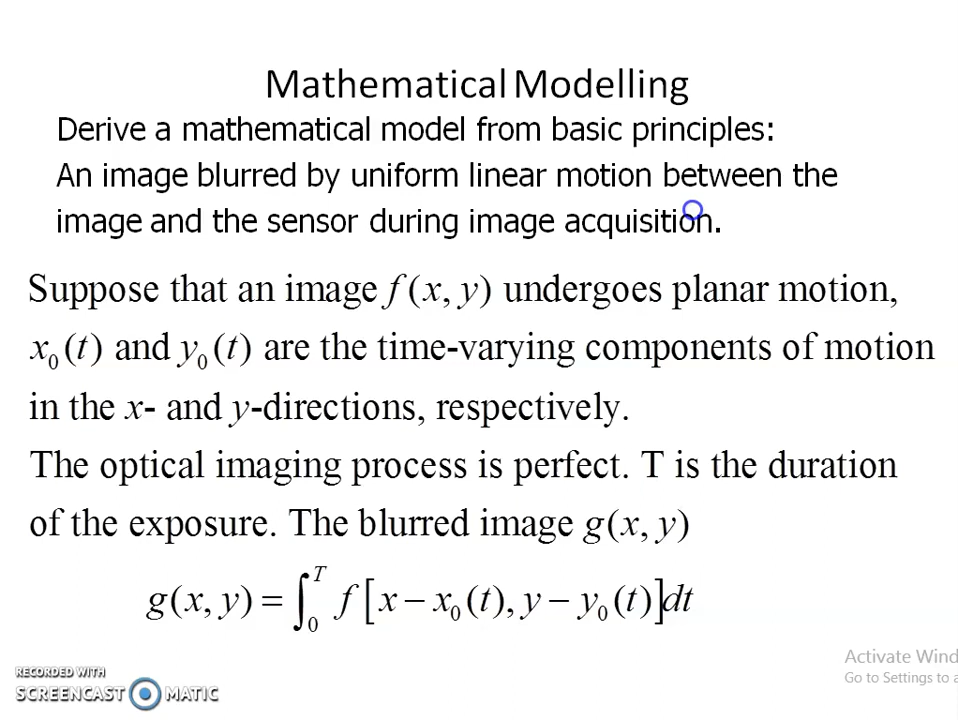 Mathematical Modelling
Derive a mathematical model from basic principles:
An image blurred by uniform linear motion between the
image and the sensor during image acquisition.
Suppose that an image f(x, y) undergoes planar motion,
x₀(t) and y₀(t) are the time-varying components of motion
in the x- and y-directions, respectively.
The optical imaging process is perfect. T is the duration
of the exposure. The blurred image g(x, y)
g(x, y) = ∫₀ᵀ f [x − x₀(t), y − y₀(t)]dt
Activate Wind
Go to Settings to a
RECORDED WITH
SCREENCAST MATIC